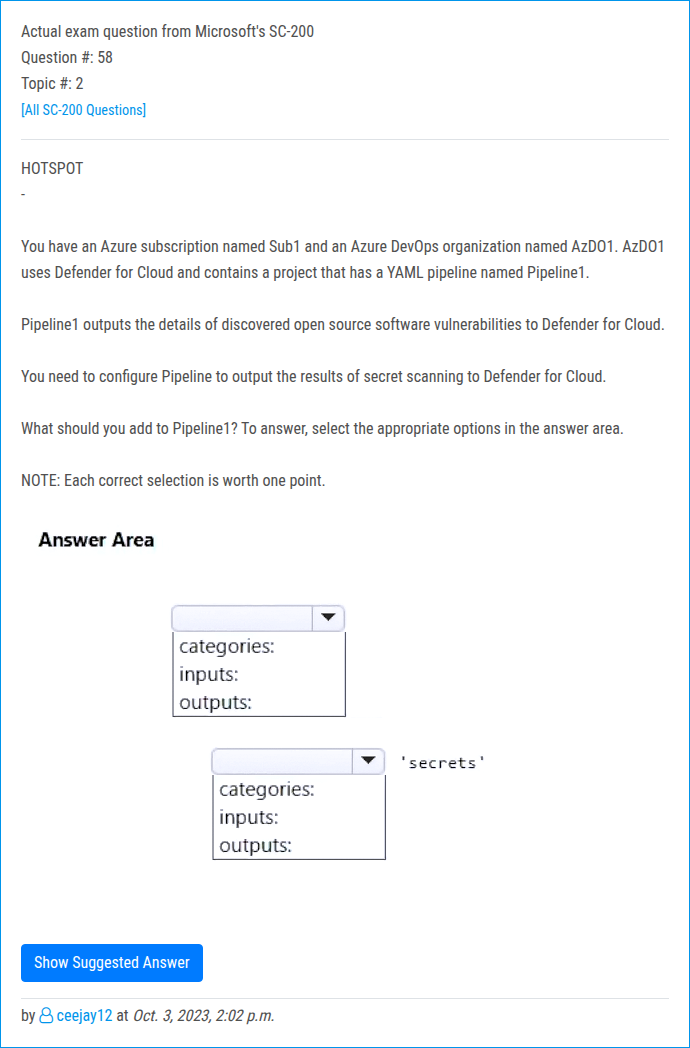 Actual exam question from Microsoft's SC-200
Question #: 58
Topic #: 2
[All SC-200 Questions]
HOTSPOT
-
You have an Azure subscription named Sub1 and an Azure DevOps organization named AzDO1. AzDO1
uses Defender for Cloud and contains a project that has a YAML pipeline named Pipeline1.
Pipeline1 outputs the details of discovered open source software vulnerabilities to Defender for Cloud.
You need to configure Pipeline to output the results of secret scanning to Defender for Cloud.
What should you add to Pipeline1? To answer, select the appropriate options in the answer area.
NOTE: Each correct selection is worth one point.
Answer Area
categories:
inputs:
outputs:
'secrets'
categories:
inputs:
outputs:
Show Suggested Answer
by ceejay12 at Oct. 3, 2023, 2:02 p.m.